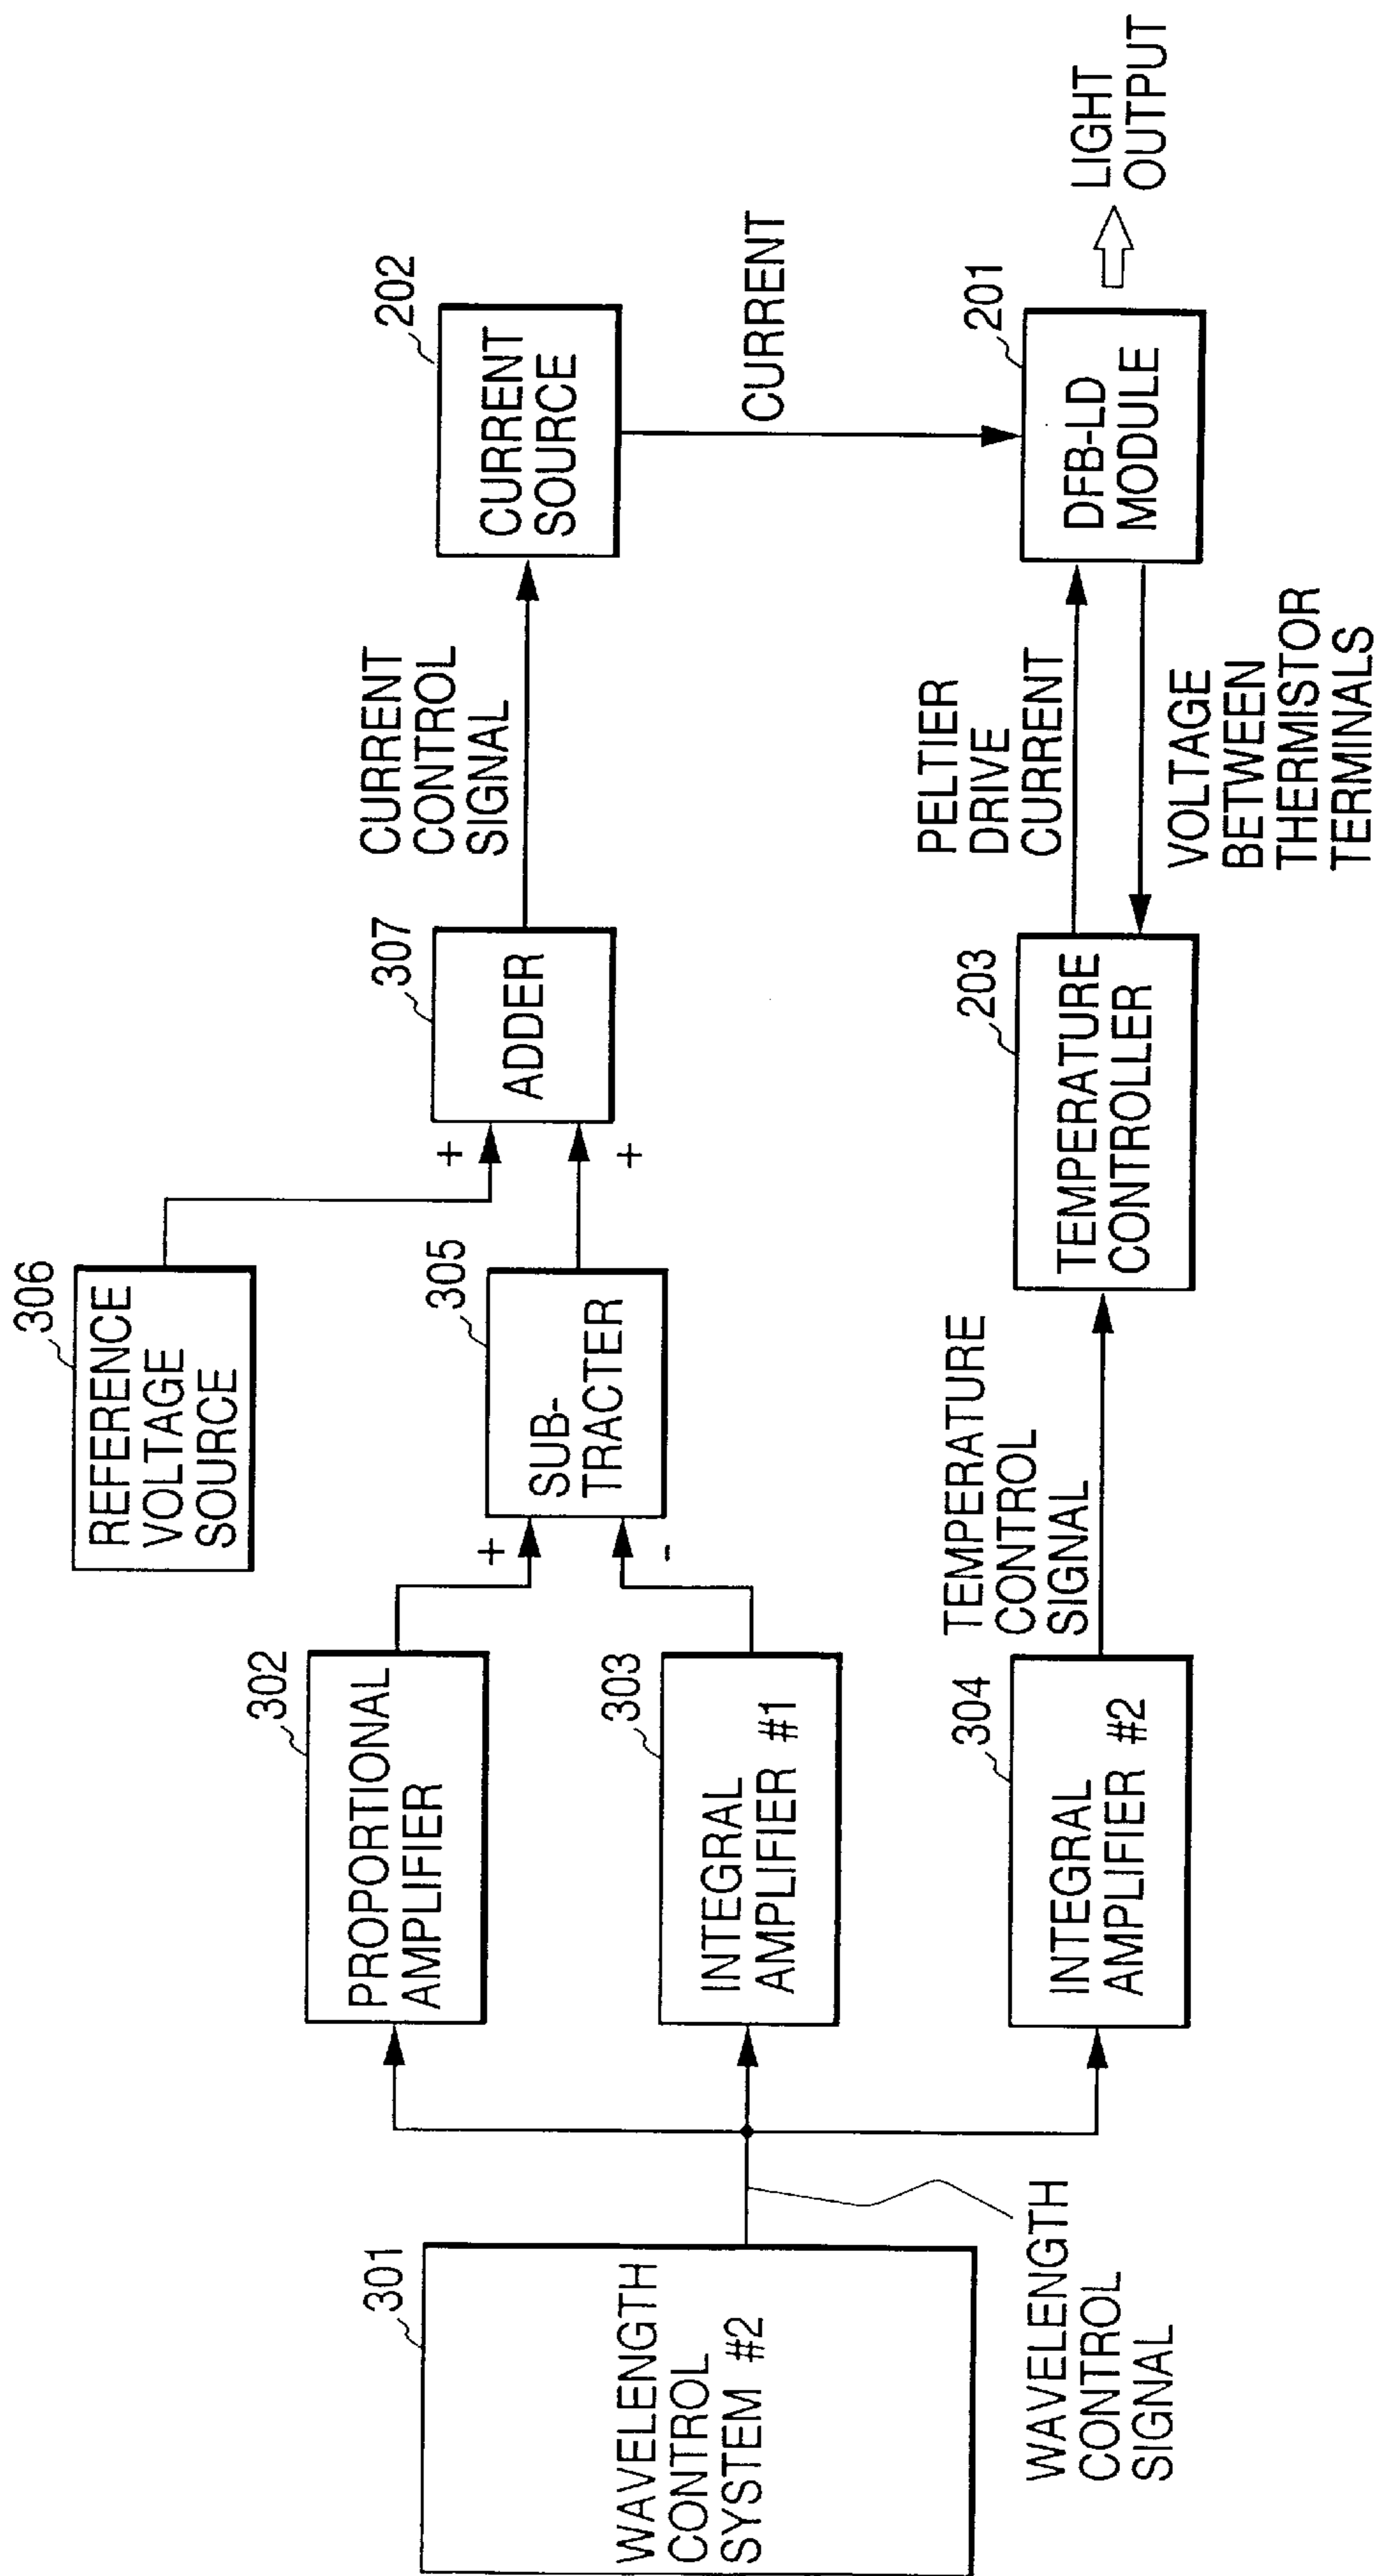 301
WAVELENGTH
CONTROL
SYSTEM #2
WAVELENGTH
CONTROL
SIGNAL
302
PROPORTIONAL
AMPLIFIER
303
INTEGRAL
AMPLIFIER #1
304
INTEGRAL
AMPLIFIER #2
306
REFERENCE
VOLTAGE
SOURCE
+
-
305
SUB-
TRACTER
+
+
307
ADDER
CURRENT
CONTROL
SIGNAL
202
CURRENT
SOURCE
CURRENT
TEMPERATURE
CONTROL
SIGNAL
203
TEMPERATURE
CONTROLLER
PELTIER
DRIVE
CURRENT
VOLTAGE
BETWEEN
THERMISTOR
TERMINALS
201
DFB-LD
MODULE
LIGHT
OUTPUT